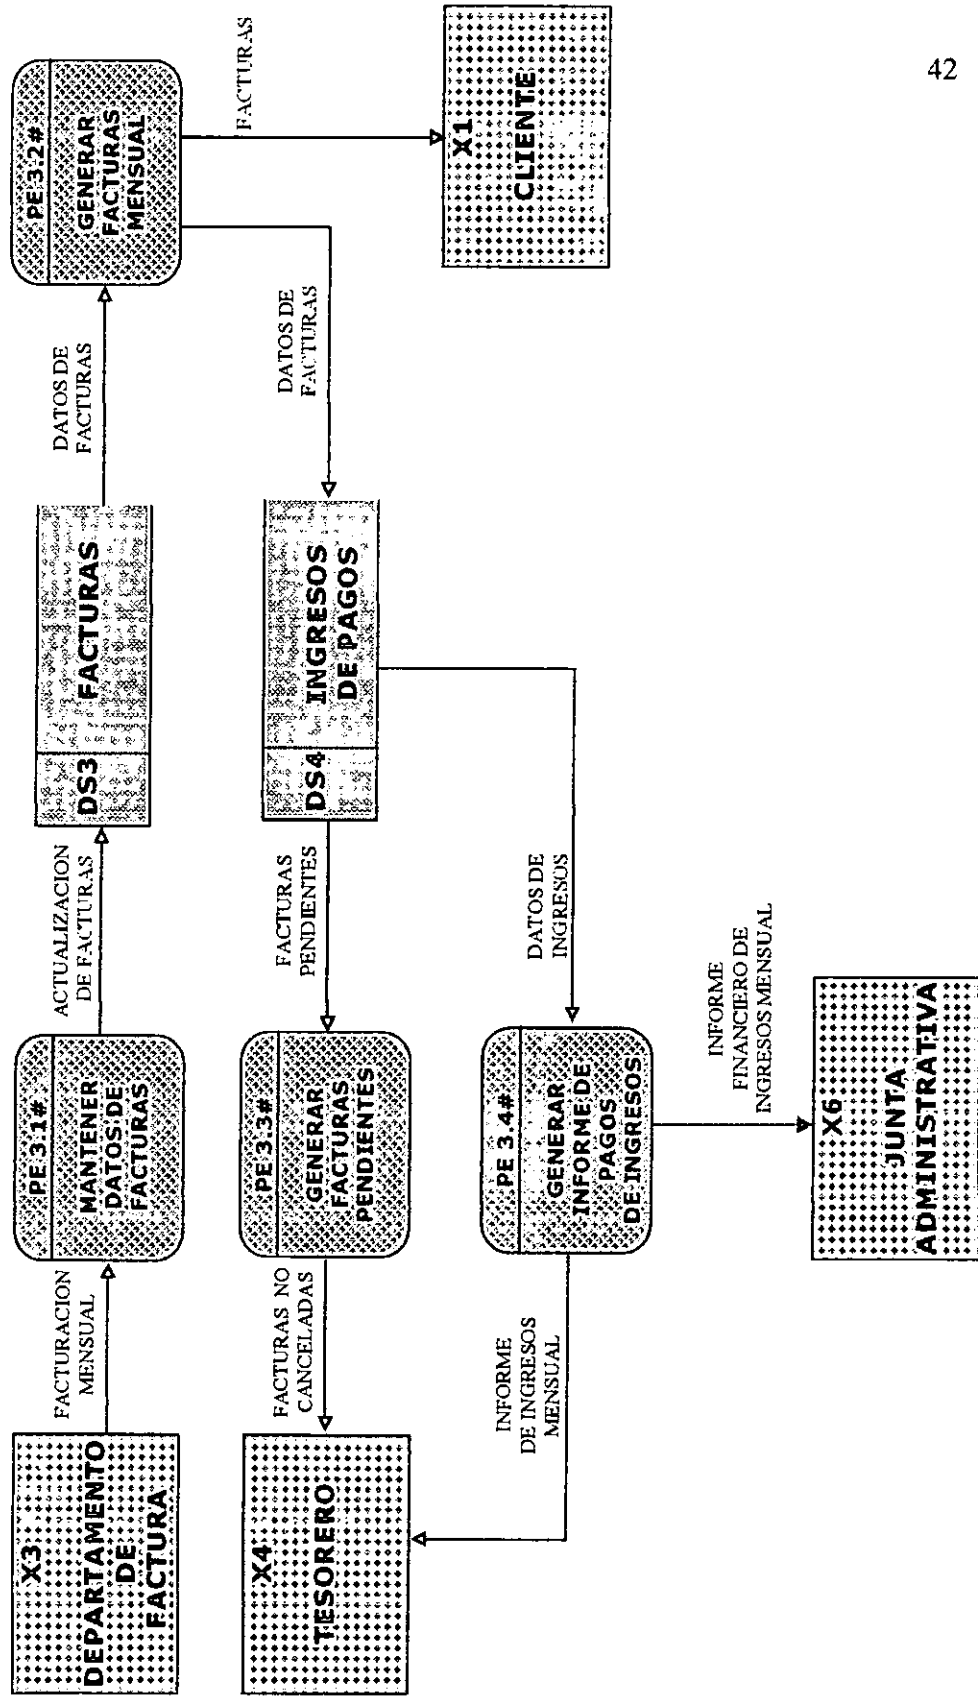 X3
DEPARTAMENTO
DE
FACTURA
FACTURACION
MENSUAL
PE 3.1#
MANTENER
DATOS DE
FACTURAS
ACTUALIZACION
DE FACTURAS
DS3 FACTURAS
DATOS DE
FACTURAS
PE 3.2#
GENERAR
FACTURAS
MENSUAL
FACTURAS
X1
CLIENTE
DATOS DE
FACTURAS
DS4
INGRESOS
DE PAGOS
FACTURAS
PENDIENTES
PE 3.3#
GENERAR
FACTURAS
PENDIENTES
FACTURAS NO
CANCELADAS
X4
TESORERO
DATOS DE
INGRESOS
PE 3.4#
GENERAR
INFORME DE
PAGOS
DE INGRESOS
INFORME
DE INGRESOS
MENSUAL
INFORME
FINANCIERO DE
INGRESOS MENSUAL
X6
JUNTA
ADMINISTRATIVA
42